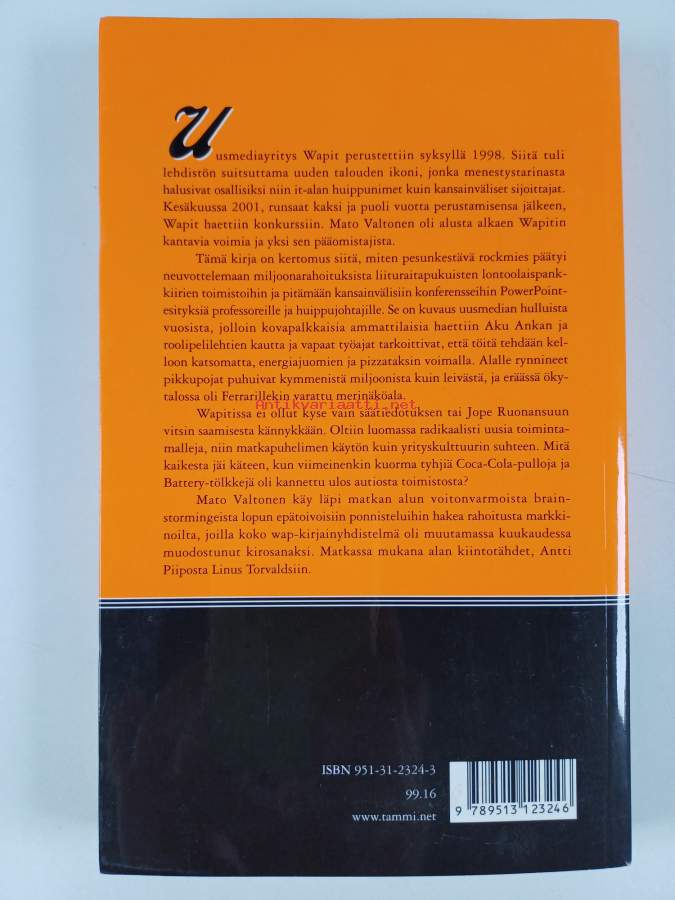 Uusmediayritys Wapit perustettiin syksyllä 1998. Siitä tuli
lehdistön suitsuttama uuden talouden ikoni, jonka menestystarinasta
halusivat osallisiksi niin it-alan huippunimet kuin kansainväliset sijoittajat.
Kesäkuussa 2001, runsaat kaksi ja puoli vuotta perustamisensa jälkeen,
Wapit haettiin konkurssiin. Mato Valtonen oli alusta alkaen Wapitin
kantavia voimia ja yksi sen pääomistajista.
Tämä kirja on kertomus siitä, miten pesunkestävä rockmies päätyi
neuvottelemaan miljoonarahoituksista liituraitapukuisten lontoolaispank-
kiirien toimistoihin ja pitämään kansainvälisiin konferensseihin PowerPoint-
esityksiä professoreille ja huippujohtajille. Se on kuvaus uusmedian hulluista
vuosista, jolloin kovapalkkaisia ammattilaisia haettiin Aku Ankan ja
roolipelilehtien kautta ja vapaat työajat tarkoittivat, että töitä tehdään kel-
loon katsomatta, energiajuomien ja pizzataksin voimalla. Alalle rynnineet
pikkupojat puhuivat kymmenistä miljoonista kuin leivästä, ja eräässä öky-
talossa oli Ferrarillekin varattu merinäköala.
Antikvariaatti.net
Wapitissa ei ollut kyse vain säätiedotuksen tai Jope Ruonansuun
vitsin saamisesta kännykkään. Oltiin luomassa radikaalisti uusia toiminta-
malleja, niin matkapuhelimen käytön kuin yrityskulttuurin suhteen. Mitä
kaikesta jäi käteen, kun viimeinenkin kuorma tyhjiä Coca-Cola-pulloja ja
Battery-tölkkejä oli kannettu ulos autiosta toimistosta?
Mato Valtonen käy läpi matkan alun voitonvarmoista brain-
stormingeista lopun epätoivoisiin ponnisteluihin hakea rahoitusta markki-
noilta, joilla koko wap-kirjainyhdistelmä oli muutamassa kuukaudessa
muodostunut kirosanaksi. Matkassa mukana alan kiintotähdet, Antti
Piiposta Linus Torvaldsiin.
ISBN 951-31-2324-3
99.16
www.tammi.net
9 789513 123246